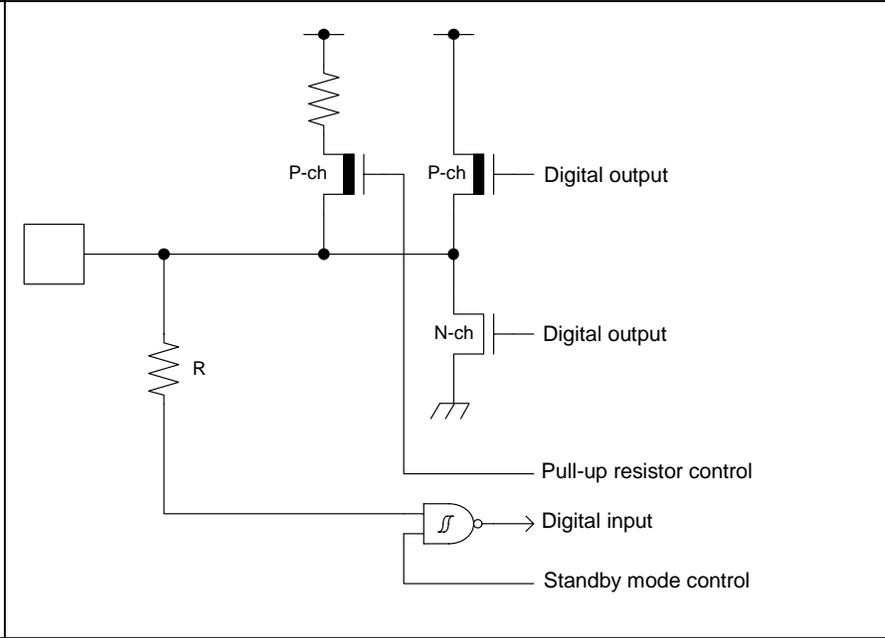 P-ch
P-ch
Digital output
N-ch
Digital output
R
Pull-up resistor control
Digital input
Standby mode control